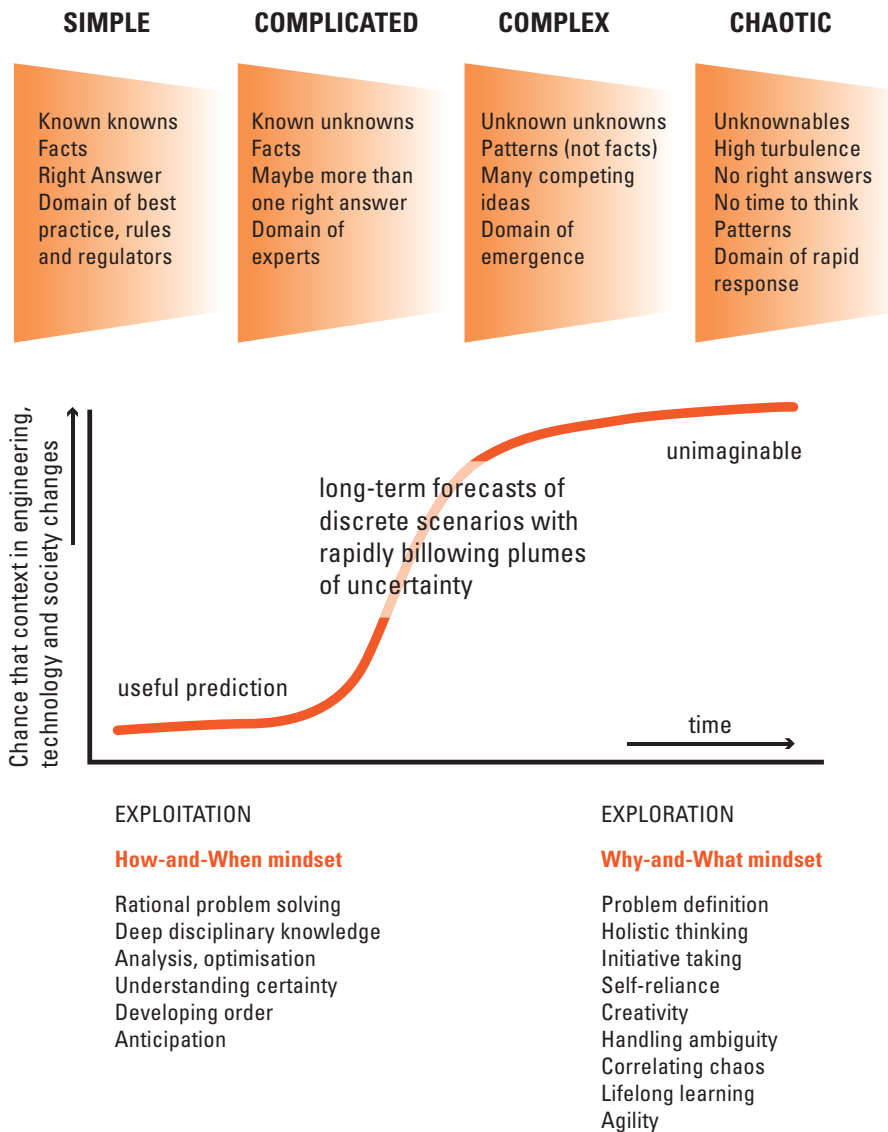 SIMPLE
Known knowns
Facts
Right Answer
Domain of best
practice, rules
and regulators
COMPLICATED
Known unknowns
Facts
Maybe more than
one right answer
Domain of
experts
COMPLEX
Unknown unknowns
Patterns (not facts)
Many competing
ideas
Domain of
emergence
CHAOTIC
Unknownables
High turbulence
No right answers
No time to think
Patterns
Domain of rapid
response
Chance that context in engineering,
technology and society changes
unimaginable
long-term forecasts of
discrete scenarios with
rapidly billowing plumes
of uncertainty
useful prediction
time
EXPLOITATION
How-and-When mindset
Rational problem solving
Deep disciplinary knowledge
Analysis, optimisation
Understanding certainty
Developing order
Anticipation
EXPLORATION
Why-and-What mindset
Problem definition
Holistic thinking
Initiative taking
Self-reliance
Creativity
Handling ambiguity
Correlating chaos
Lifelong learning
Agility